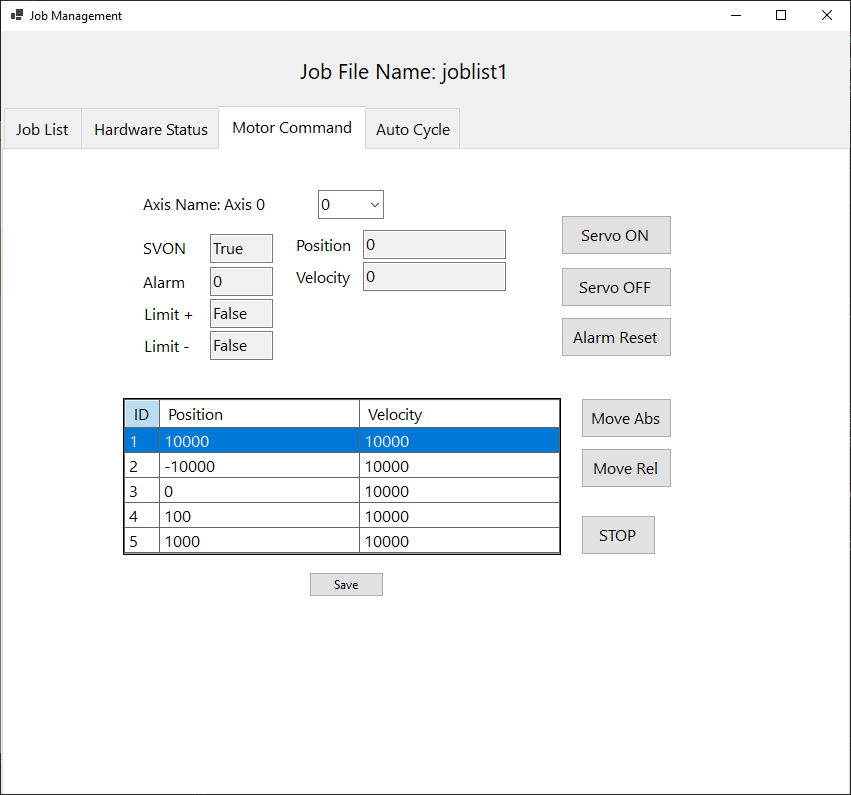 Job Management
Job File Name: joblist1
Job List Hardware Status Motor Command Auto Cycle
Axis Name: Axis 0 0
SVON True Position 0 Servo ON
Alarm 0 Velocity 0 Servo OFF
Limit + False Alarm Reset
Limit - False
ID Position Velocity Move Abs
1 10000 10000
2 -10000 10000 Move Rel
3 0 10000
4 100 10000 STOP
5 1000 10000
Save